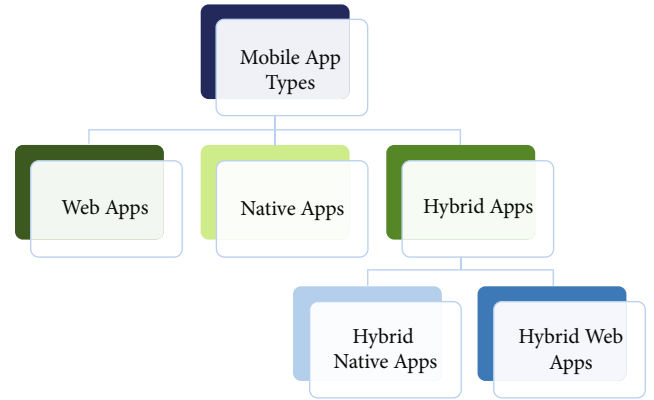 Mobile App
Types
Web Apps
Native Apps
Hybrid Apps
Hybrid
Native Apps
Hybrid Web
Apps